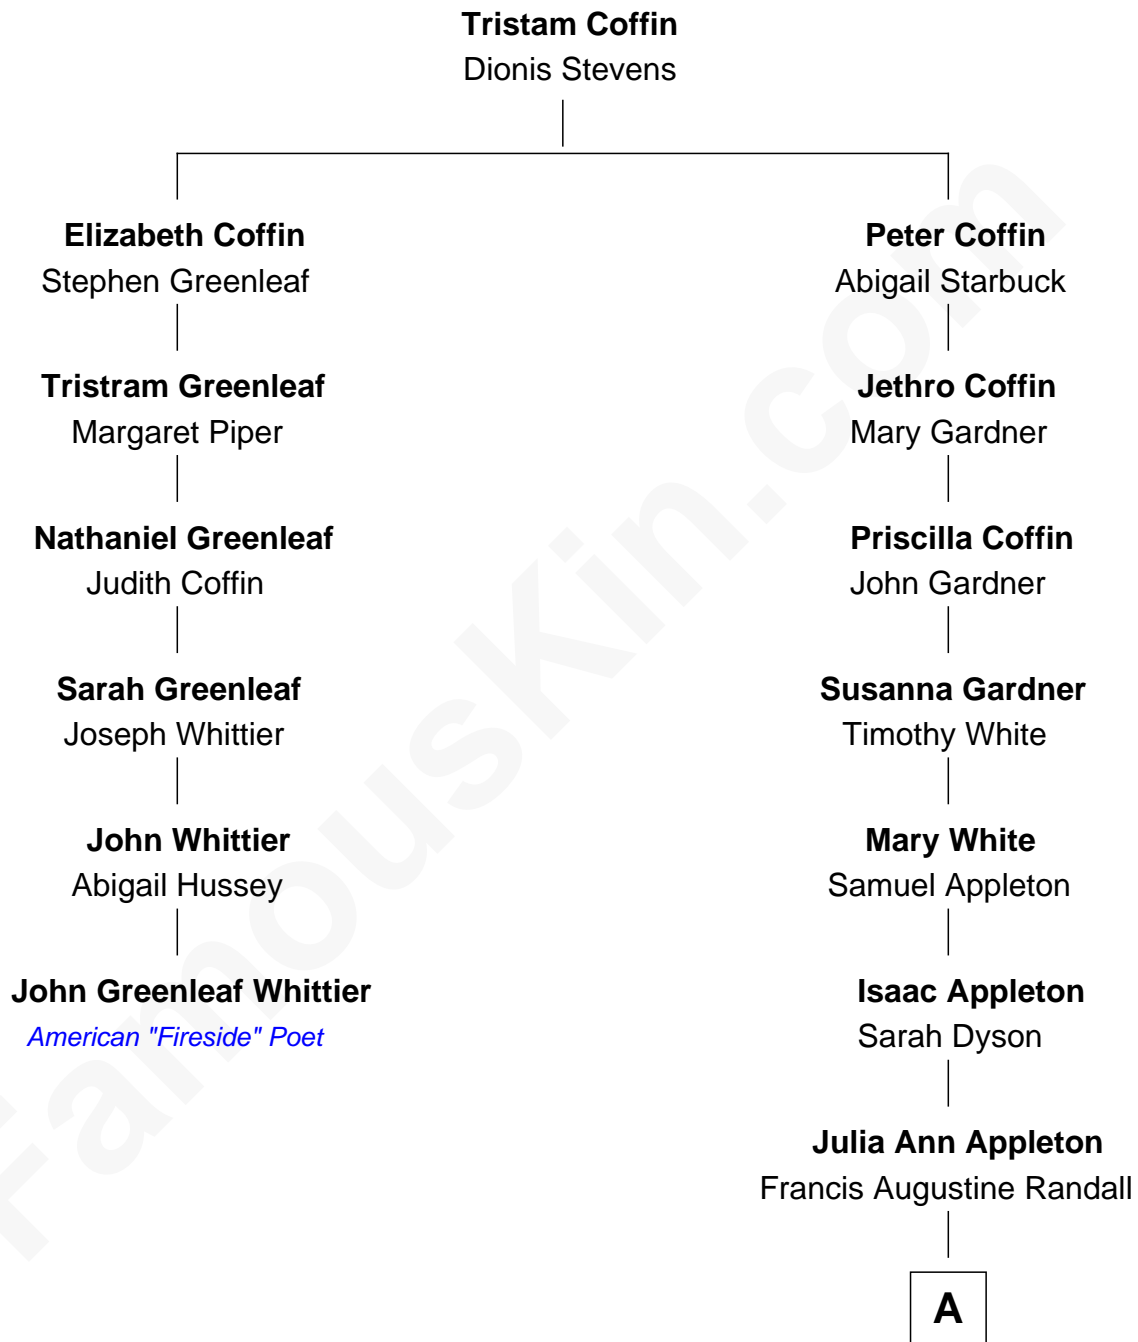 Tristam Coffin
Dionis Stevens
Elizabeth Coffin
Stephen Greenleaf
Peter Coffin
Abigail Starbuck
Tristram Greenleaf
Margaret Piper
Jethro Coffin
Mary Gardner
Nathaniel Greenleaf
Judith Coffin
Priscilla Coffin
John Gardner
Sarah Greenleaf
Joseph Whittier
Susanna Gardner
Timothy White
John Whittier
Abigail Hussey
Mary White
Samuel Appleton
John Greenleaf Whittier
American "Fireside" Poet
Isaac Appleton
Sarah Dyson
Julia Ann Appleton
Francis Augustine Randall
A
FamousKin.com